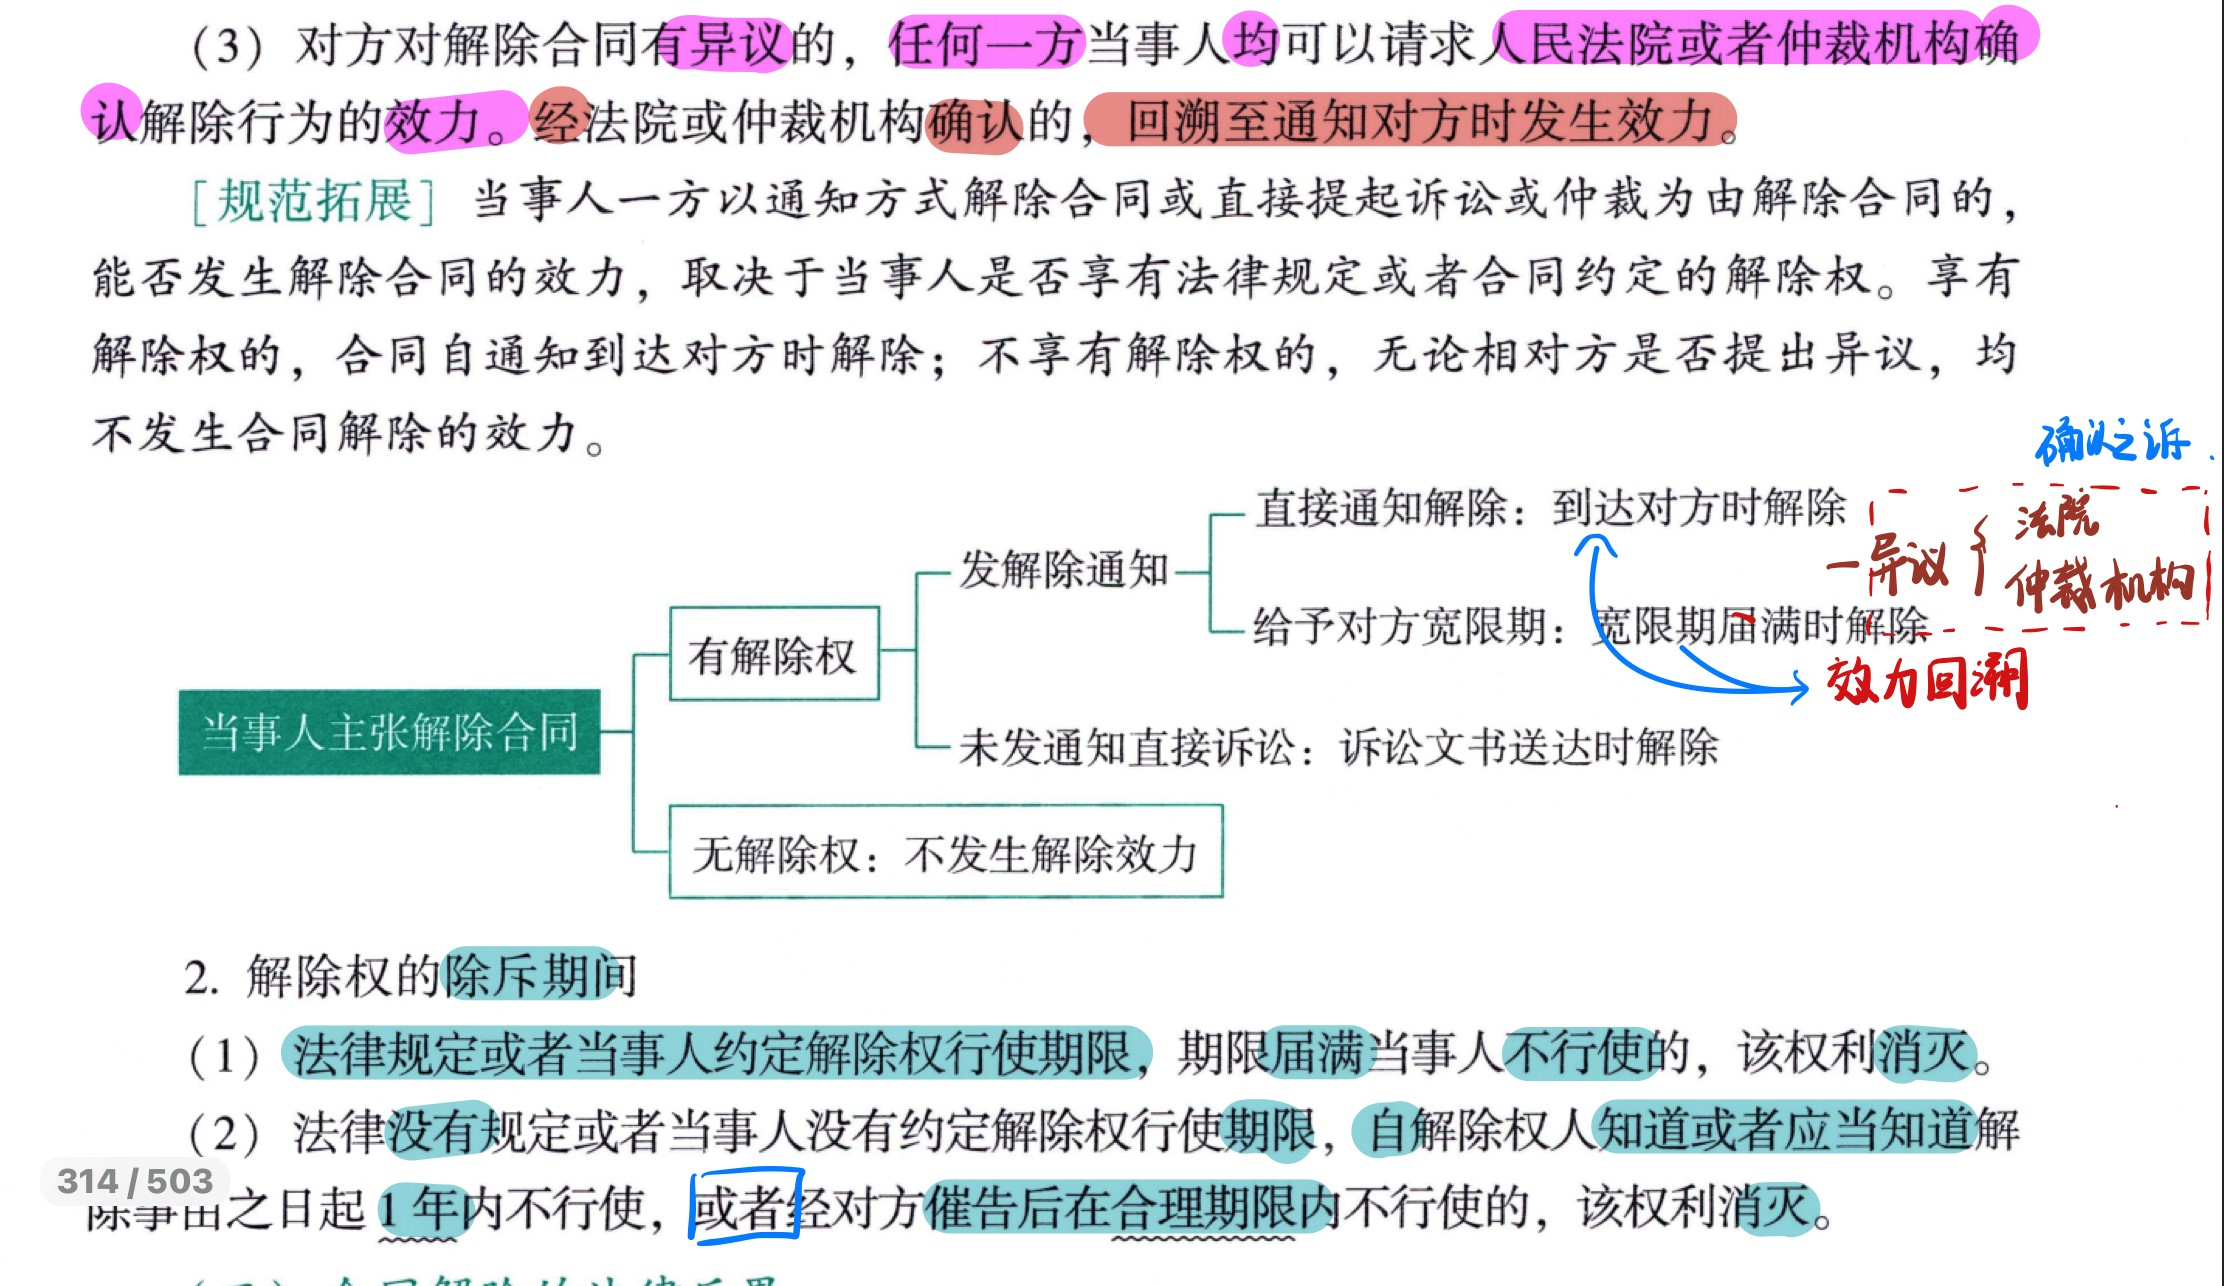 （3）对方对解除合同有异议的，任何一方当事人均可以请求人民法院或者仲裁机构确
认解除行为的效力。经法院或仲裁机构确认的，回溯至通知对方时发生效力。
［规范拓展］当事人一方以通知方式解除合同或直接提起诉讼或仲裁为由解除合同的，
能否发生解除合同的效力，取决于当事人是否享有法律规定或者合同约定的解除权。享有
解除权的，合同自通知到达对方时解除；不享有解除权的，无论相对方是否提出异议，均
不发生合同解除的效力。
确认之诉.
直接通知解除：到达对方时解除
法院
发解除通知
一异议
仲裁机构
给予对方宽限期：宽限期届满时解除
有解除权
效力回溯
当事人主张解除合同
未发通知直接诉讼：诉讼文书送达时解除
无解除权：不发生解除效力
2. 解除权的除斥期间
（1）法律规定或者当事人约定解除权行使期限，期限届满当事人不行使的，该权利消灭。
（2）法律没有规定或者当事人没有约定解除权行使期限，自解除权人知道或者应当知道解
314 / 503
除事由之日起 1 年内不行使，或者经对方催告后在合理期限内不行使的，该权利消灭。